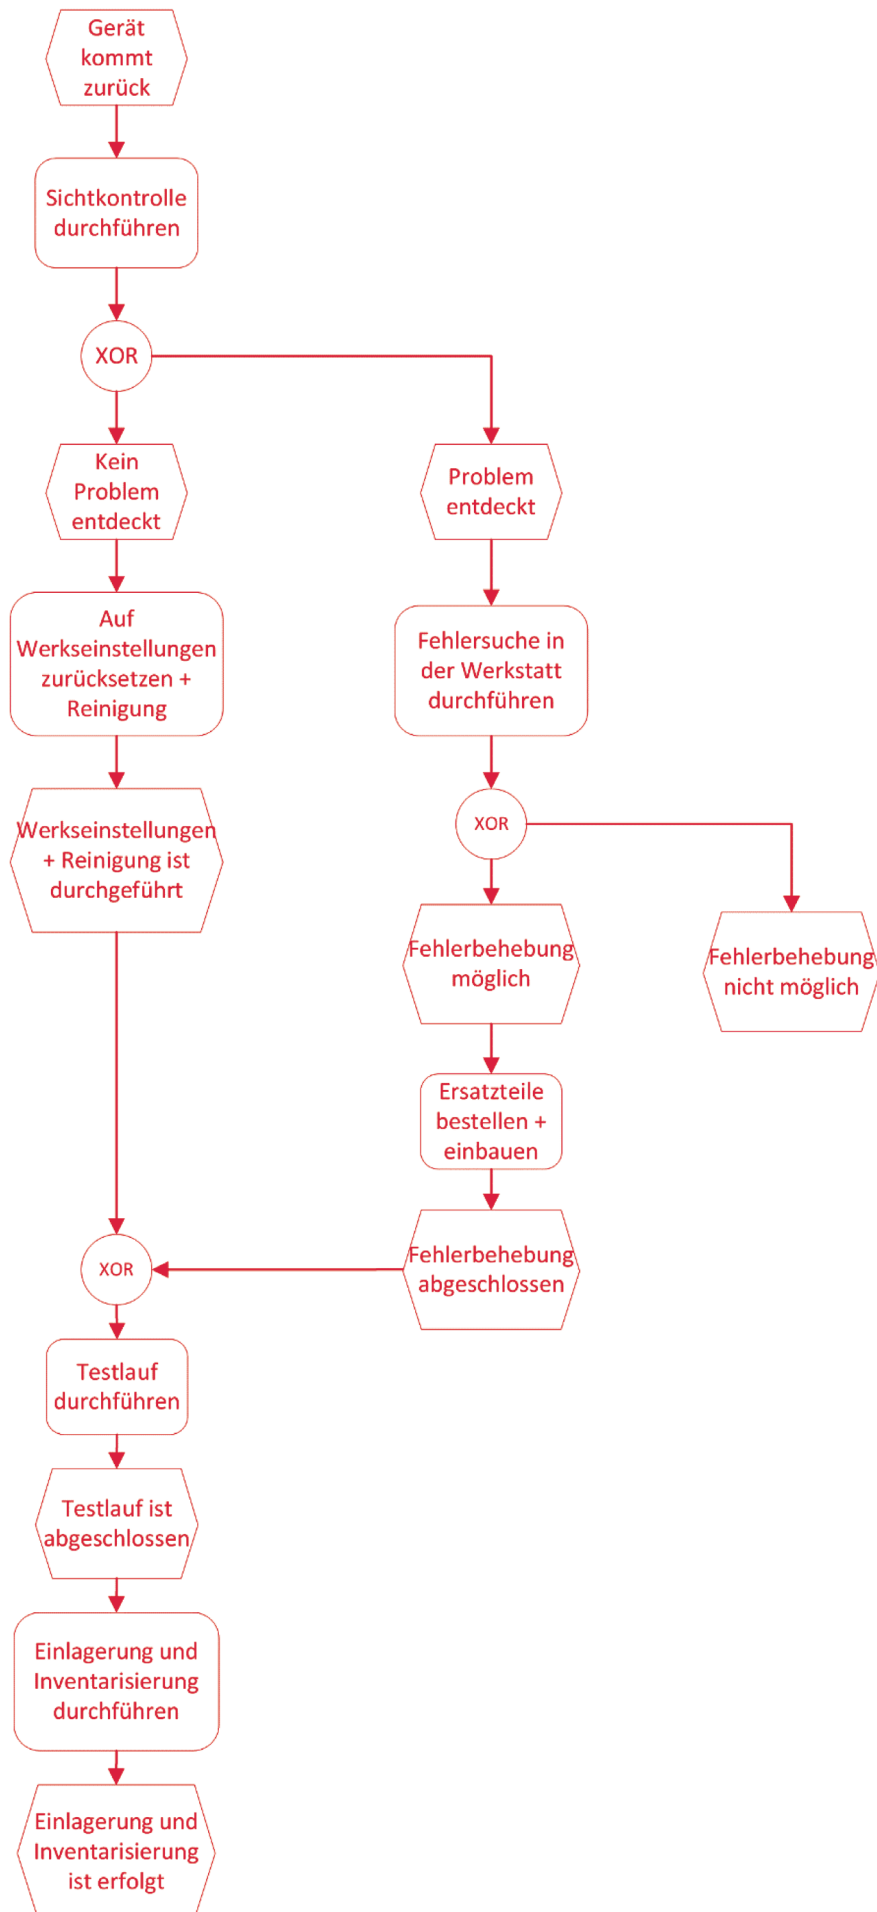 Gerät
kommt
zurück
Sichtkontrolle
durchführen
XOR
Kein
Problem
entdeckt
Problem
entdeckt
Auf
Werkseinstellungen
zurücksetzen +
Reinigung
Fehlersuche in
der Werkstatt
durchführen
Werkseinstellungen
+ Reinigung ist
durchgeführt
XOR
Fehlerbehebung
möglich
Fehlerbehebung
nicht möglich
Ersatzteile
bestellen +
einbauen
Fehlerbehebung
abgeschlossen
XOR
Testlauf
durchführen
Testlauf ist
abgeschlossen
Einlagerung und
Inventarisierung
durchführen
Einlagerung und
Inventarisierung
ist erfolgt